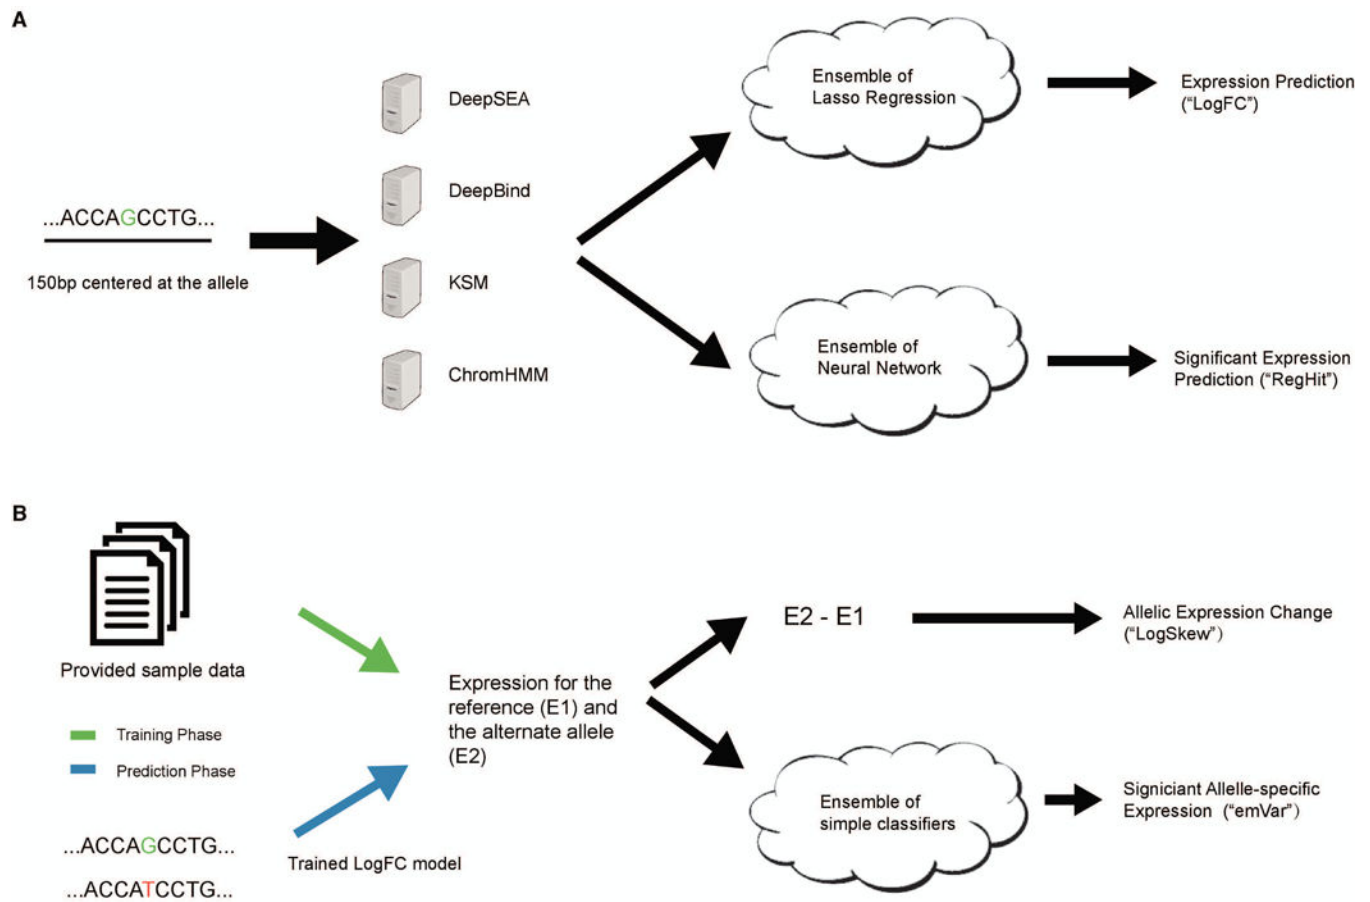 A
DeepSEA
DeepBind
KSM
ChromHMM
...ACCAGCCTG...
150bp centered at the allele
Ensemble of
Lasso Regression
Expression Prediction
(“LogFC”)
Ensemble of
Neural Network
Significant Expression
Prediction (“RegHit”)
B
Provided sample data
Training Phase
Prediction Phase
...ACCAGCCTG...
...ACCATCCTG...
Trained LogFC model
Expression for the
reference (E1) and
the alternate allele
(E2)
E2 - E1
Allelic Expression Change
(“LogSkew”)
Ensemble of
simple classifiers
Signiciant Allelle-specific
Expression (“emVar”)